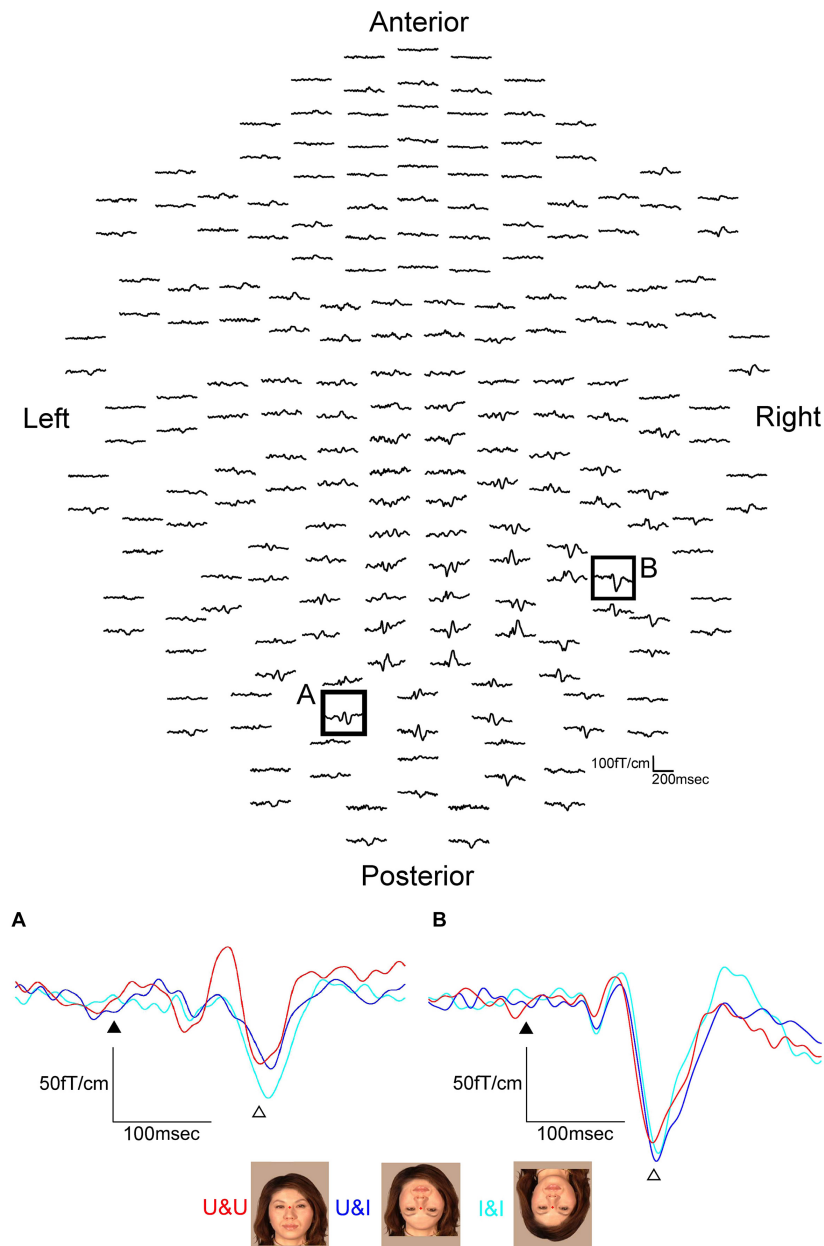 Anterior
Left
Right
B
A
100fT/cm
200msec
Posterior
A
B
50fT/cm
100msec
50fT/cm
100msec
U&U
U&I
I&I